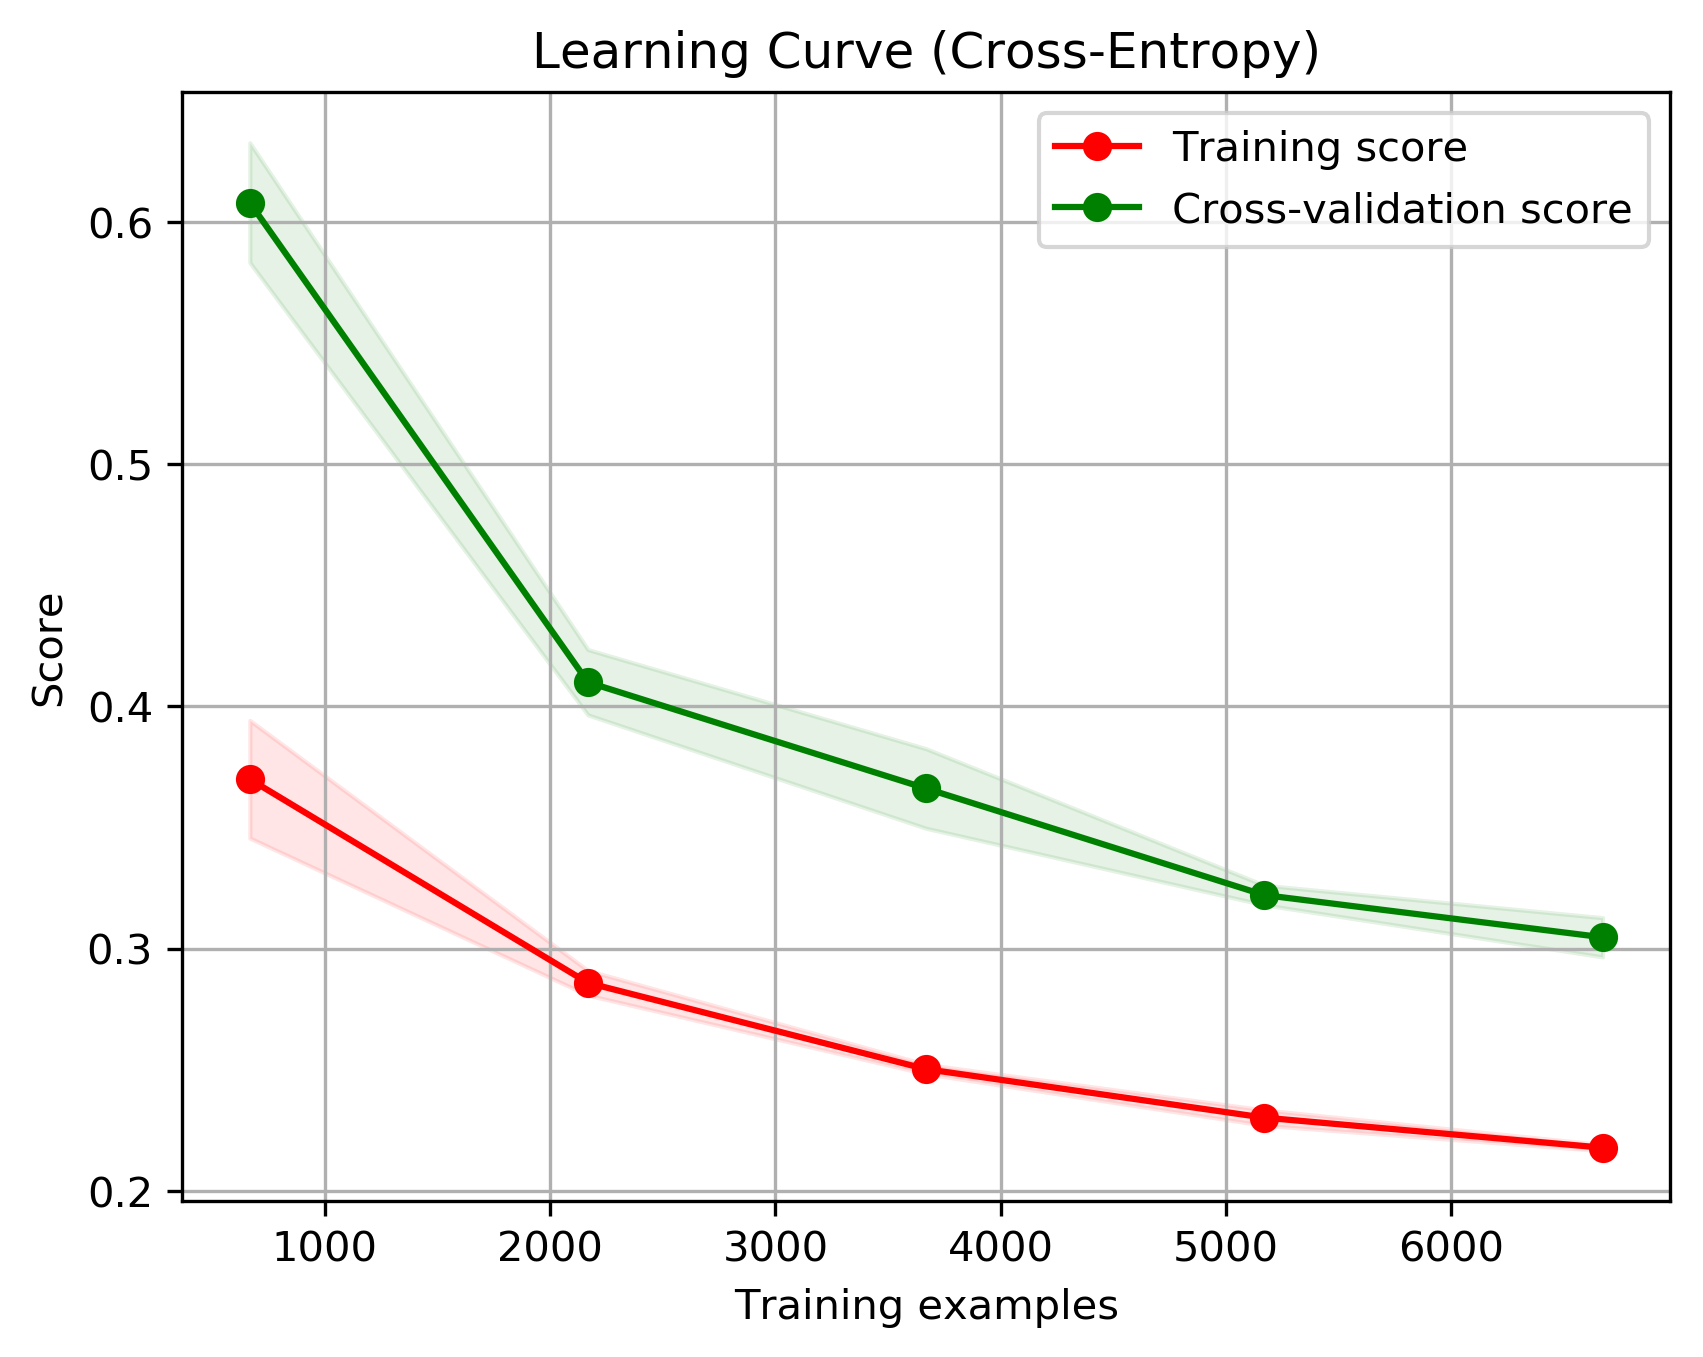 Learning Curve (Cross-Entropy)
Training score
Cross-validation score
0.6
0.5
0.4
0.3
0.2
Score
1000 2000 3000 4000 5000 6000
Training examples